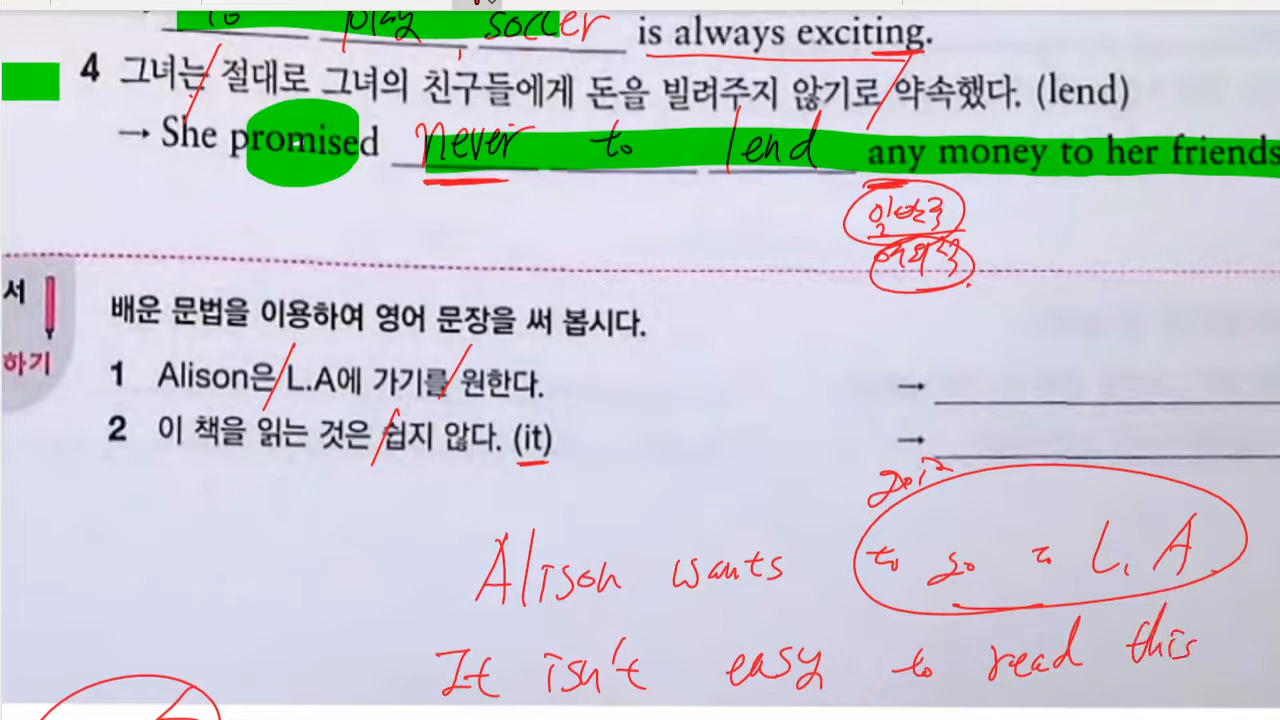 to play soccer is always exciting.
4 그녀는 절대로 그녀의 친구들에게 돈을 빌려주지 않기로 약속했다. (lend)
→ She promised never to lend any money to her friends
일반적
서
배운 문법을 이용하여 영어 문장을 써 봅시다.
하기
1 Alison은 L.A에 가기를 원한다. →
2 이 책을 읽는 것은 쉽지 않다. (it) →
Alison wants to go to L.A
It isn't easy to read this